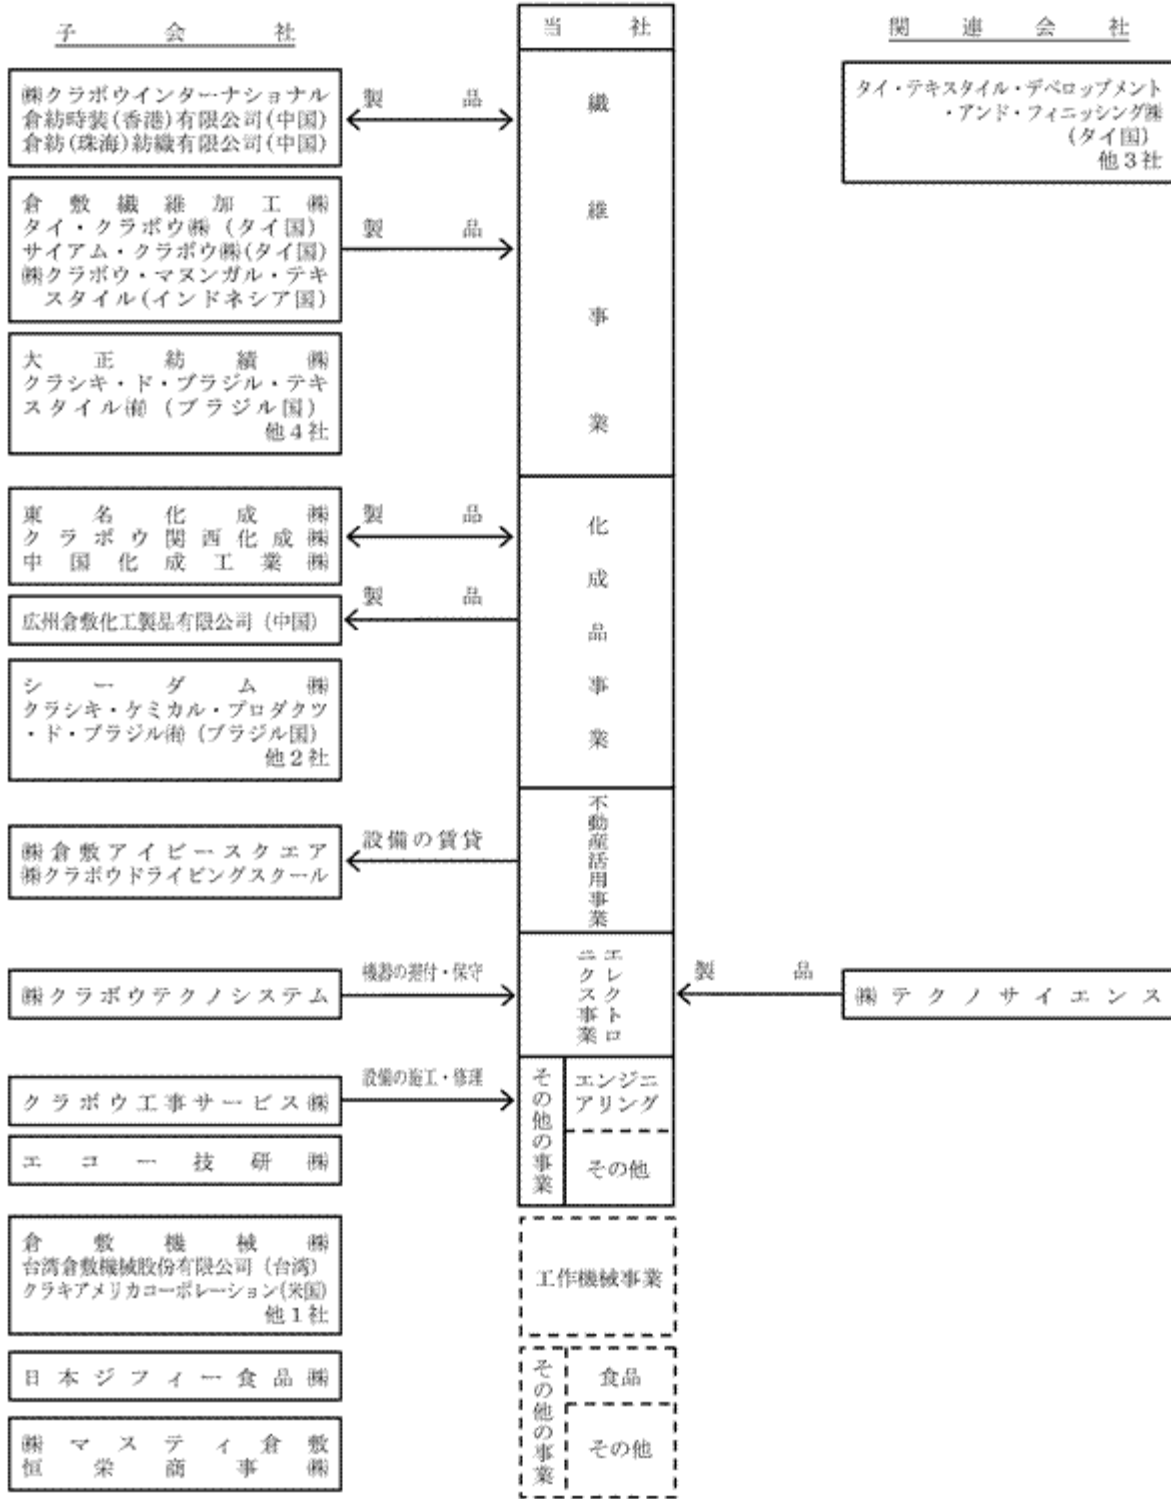 子会社
㈱クラボウインターナショナル
倉紡時装(香港)有限公司(中国)
倉紡(珠海)紡織有限公司(中国)
製品
倉敷繊維加工㈱
タイ・クラボウ㈱(タイ国)
サイアム・クラボウ㈱(タイ国)
㈱クラボウ・マヌンガル・テキ
スタイル(インドネシア国)
製品
大正紡績㈱
クラシキ・ド・ブラジル・テキ
スタイル㈲(ブラジル国)
他4社
東名化成㈱
クラボウ関西化成㈱
中国化成工業㈱
製品
広州倉敷化工製品有限公司(中国)
製品
シーダム㈱
クラシキ・ケミカル・プロダクツ
・ド・ブラジル㈲(ブラジル国)
他2社
㈱倉敷アイビースクエア
㈱クラボウドライビングスクール
設備の賃貸
㈱クラボウテクノシステム
機器の据付・保守
クラボウ工事サービス㈱
設備の施工・修理
エコー技研㈱
倉敷機械㈱
台湾倉敷機械股份有限公司(台湾)
クラキアメリカコーポレーション(米国)
他1社
日本ジフィー食品㈱
㈱マスティ倉敷
恒栄商事㈱
当社
繊維事業
化成品事業
不動産活用事業
エレクトロ
ニクス事業
その他の事業
エンジニ
アリング
その他
工作機械事業
その他の事業
食品
その他
関連会社
タイ・テキスタイル・デベロップメント
・アンド・フィニッシング㈱
(タイ国)
他3社
製品
㈱テクノサイエンス